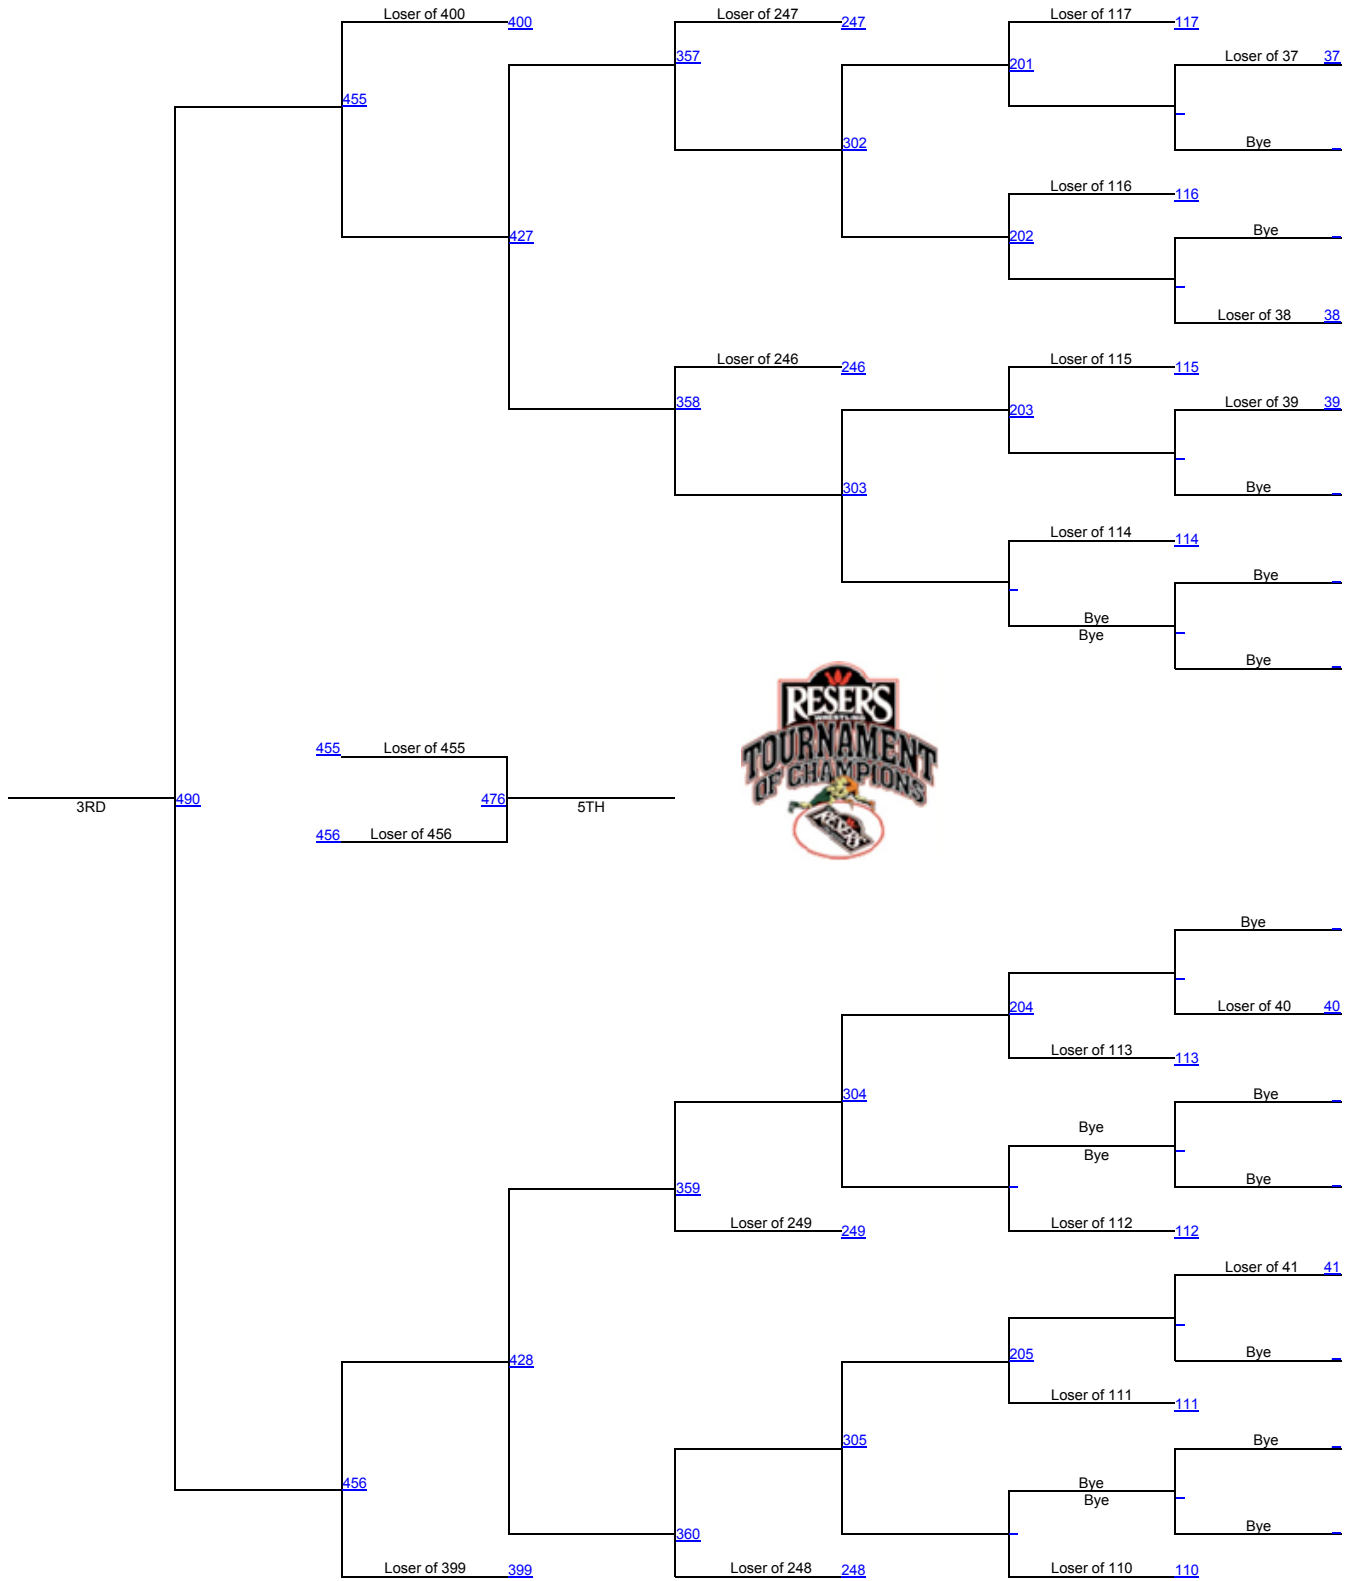 Loser of 400 400 Loser of 247 247 Loser of 117 117
357 201 Loser of 37 37
455
302 Bye
Loser of 116 116
427 202 Bye
Loser of 38 38
Loser of 246 246 Loser of 115 115
358 203 Loser of 39 39
303 Bye
Loser of 114 114
Bye
Bye
Bye
Bye
RESER'S
WRESTLING
TOURNAMENT
OF CHAMPIONS
RESER'S
455 Loser of 455
3RD 490 476 5TH
456 Loser of 456
Bye
204 Loser of 40 40
Loser of 113 113
304 Bye
Bye
Bye
359 Bye
Loser of 249 249 Loser of 112 112
Loser of 41 41
428 205 Bye
Loser of 111 111
305 Bye
456 Bye
Bye
360 Bye
Loser of 399 399 Loser of 248 248 Loser of 110 110